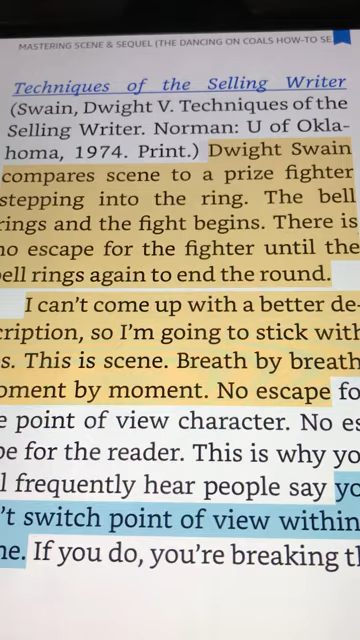 MASTERING SCENE & SEQUEL (THE DANCING ON COALS HOW-TO SE
Techniques of the Selling Writer
(Swain, Dwight V. Techniques of the
Selling Writer. Norman: U of Okla-
homa, 1974. Print.) Dwight Swain
compares scene to a prize fighter
stepping into the ring. The bell
rings and the fight begins. There is
no escape for the fighter until the
bell rings again to end the round.
I can't come up with a better de-
cription, so I'm going to stick with
s. This is scene. Breath by breath
oment by moment. No escape fo
e point of view character. No es
pe for the reader. This is why yo
l frequently hear people say yo
't switch point of view within
ne. If you do, you're breaking th